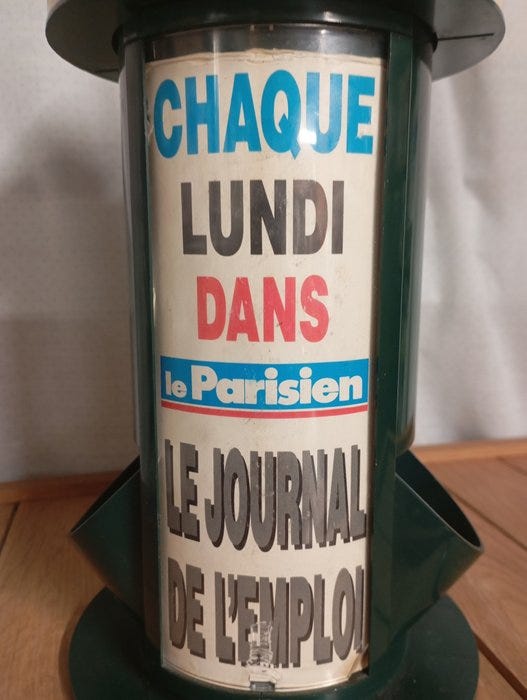 CHAQUE
LUNDI
DANS
le Parisien
LE JOURNAL
DE L'EMPLOI